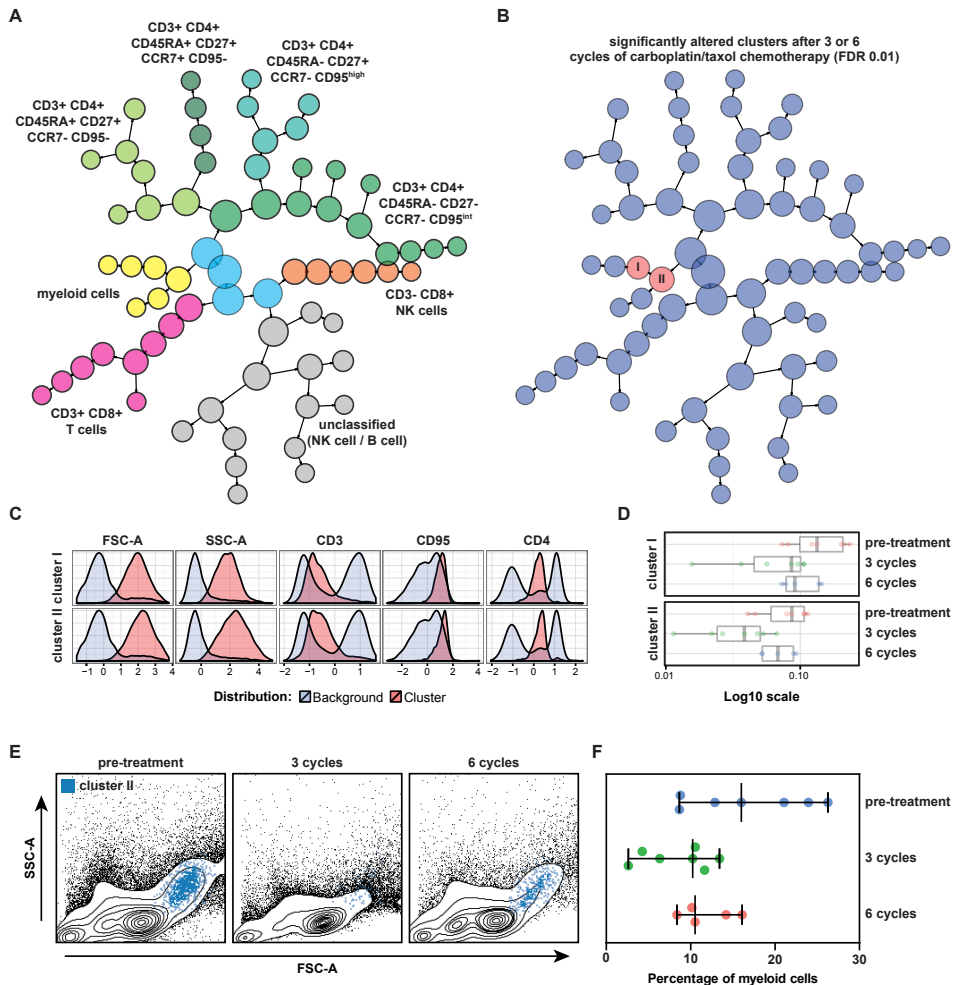 A
CD3+ CD4+
CD45RA+ CD27+
CCR7+ CD95-
CD3+ CD4+
CD45RA- CD27+
CCR7- CD95high
CD3+ CD4+
CD45RA+ CD27+
CCR7- CD95-
CD3+ CD4+
CD45RA- CD27-
CCR7- CD95int
myeloid cells
CD3- CD8+
NK cells
CD3+ CD8+
T cells
unclassified
(NK cell / B cell)
B
significantly altered clusters after 3 or 6
cycles of carboplatin/taxol chemotherapy (FDR 0.01)
I
II
C
FSC-A SSC-A CD3 CD95 CD4
cluster I
cluster II
−1 0 1 2 3 4 0 2 4 −2 −1 0 1 −4 −2 0 2 −2 0 2 4
Distribution: Background Cluster
D
cluster I
pre-treatment
3 cycles
6 cycles
cluster II
pre-treatment
3 cycles
6 cycles
0.01 0.10
Log10 scale
E
pre-treatment 3 cycles 6 cycles
cluster II
SSC-A
FSC-A
F
pre-treatment
3 cycles
6 cycles
0 10 20 30
Percentage of myeloid cells